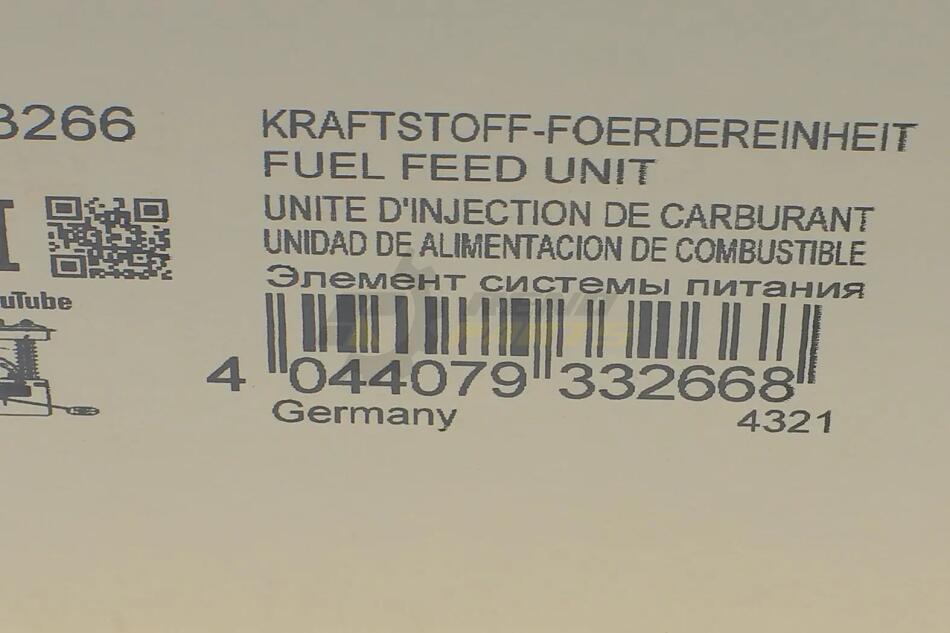 3266
KRAFTSTOFF-FOERDEREINHEIT
FUEL FEED UNIT
UNITE D'INJECTION DE CARBURANT
UNIDAD DE ALIMENTACION DE COMBUSTIBLE
Элемент системы питания
uTube
4 044079 332668
Germany
4321